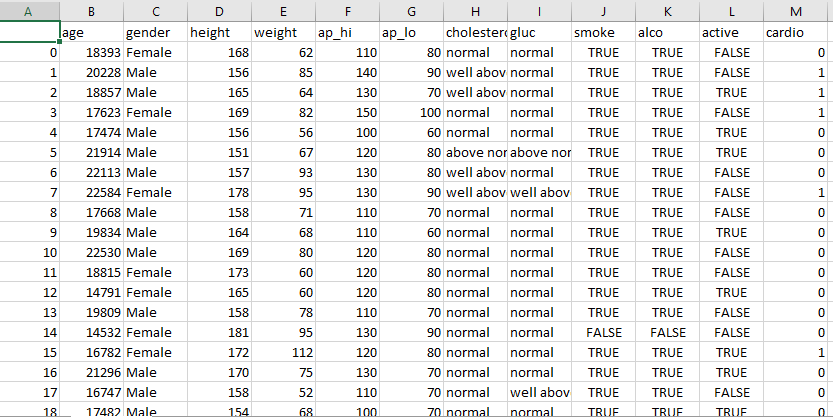 A B C D E F G H I J K L M
age gender height weight ap_hi ap_lo cholester gluc smoke alco active cardio
0 18393 Female 168 62 110 80 normal normal TRUE TRUE FALSE 0
1 20228 Male 156 85 140 90 well abov normal TRUE TRUE FALSE 1
2 18857 Male 165 64 130 70 well abov normal TRUE TRUE TRUE 1
3 17623 Female 169 82 150 100 normal normal TRUE TRUE FALSE 1
4 17474 Male 156 56 100 60 normal normal TRUE TRUE TRUE 0
5 21914 Male 151 67 120 80 above nor above nor TRUE TRUE TRUE 0
6 22113 Male 157 93 130 80 well abov normal TRUE TRUE FALSE 0
7 22584 Female 178 95 130 90 well abov well abov TRUE TRUE FALSE 1
8 17668 Male 158 71 110 70 normal normal TRUE TRUE FALSE 0
9 19834 Male 164 68 110 60 normal normal TRUE TRUE TRUE 0
10 22530 Male 169 80 120 80 normal normal TRUE TRUE FALSE 0
11 18815 Female 173 60 120 80 normal normal TRUE TRUE FALSE 0
12 14791 Female 165 60 120 80 normal normal TRUE TRUE TRUE 0
13 19809 Male 158 78 110 70 normal normal TRUE TRUE FALSE 0
14 14532 Female 181 95 130 90 normal normal FALSE FALSE FALSE 0
15 16782 Female 172 112 120 80 normal normal TRUE TRUE TRUE 1
16 21296 Male 170 75 130 70 normal normal TRUE TRUE TRUE 0
17 16747 Male 158 52 110 70 normal well abov TRUE TRUE FALSE 0
18 17482 Male 154 68 100 70 normal normal TRUE TRUE TRUE 0